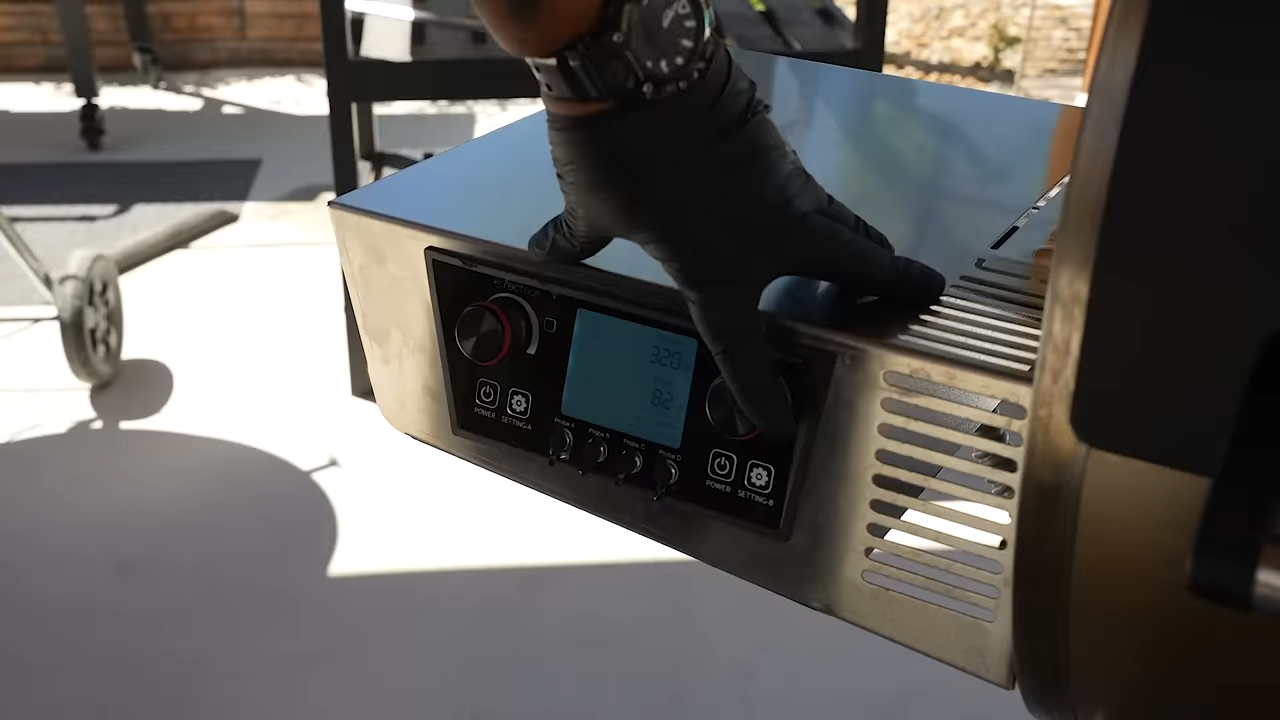 320
82
POWER
SETTING-A
Probe A
Probe B
Probe C
Probe D
POWER
SETTING-B